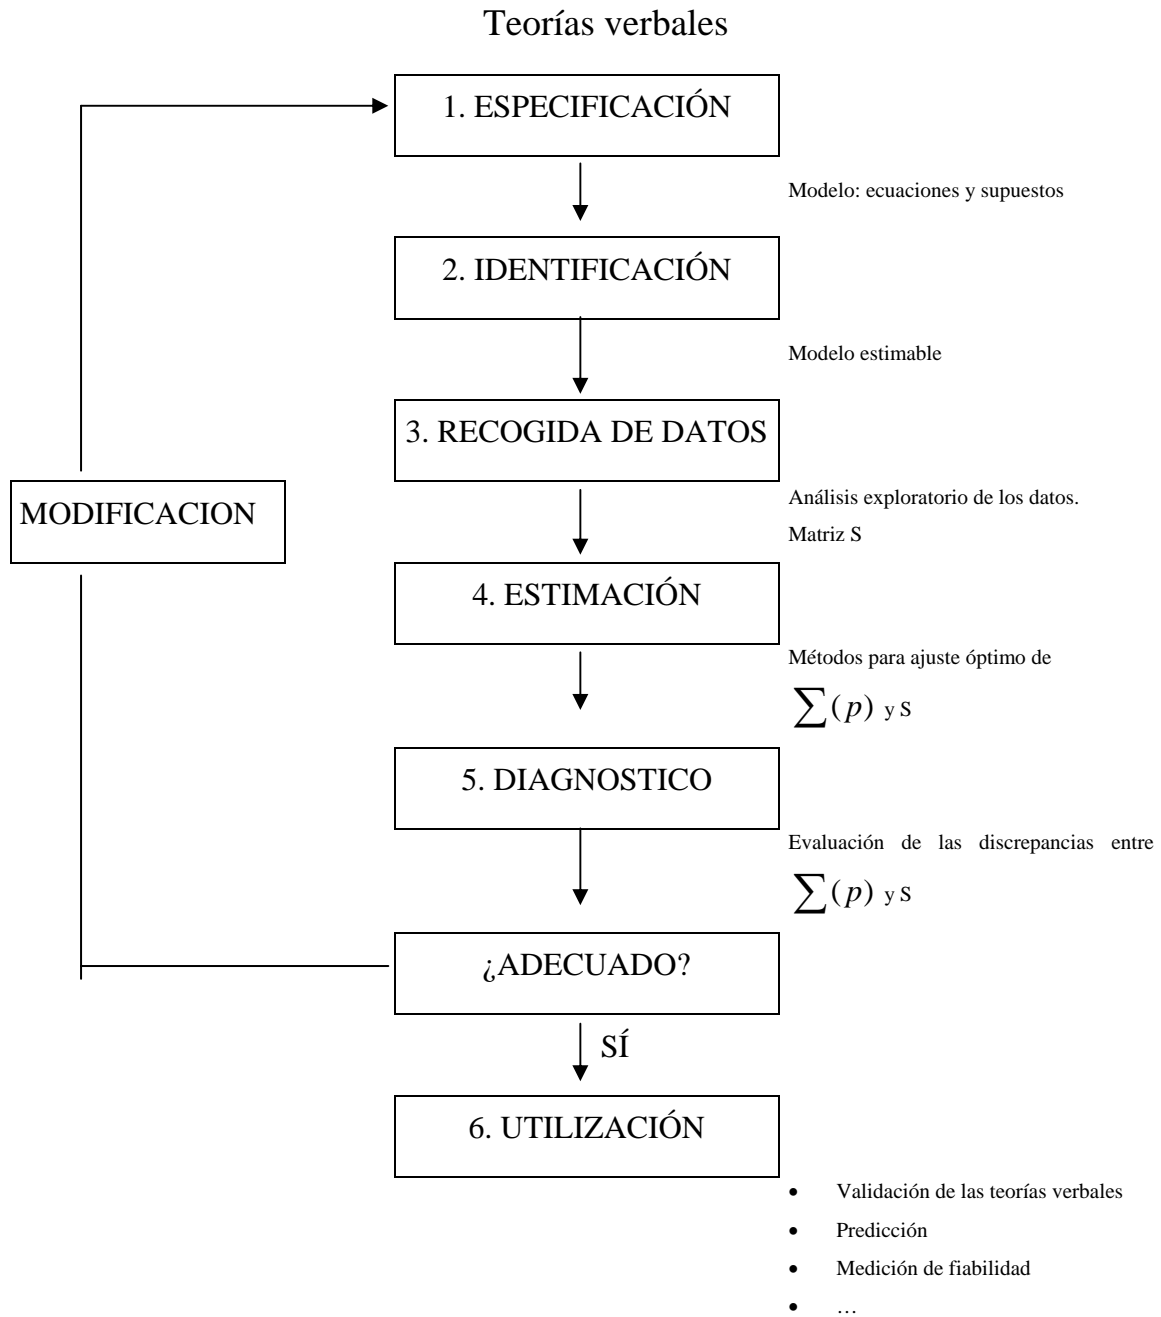 Teorías verbales
1. ESPECIFICACIÓN
Modelo: ecuaciones y supuestos
2. IDENTIFICACIÓN
Modelo estimable
3. RECOGIDA DE DATOS
MODIFICACION
Análisis exploratorio de los datos.
Matriz S
4. ESTIMACIÓN
Métodos para ajuste óptimo de
∑(p) y S
5. DIAGNOSTICO
Evaluación de las discrepancias entre
∑(p) y S
¿ADECUADO?
SÍ
6. UTILIZACIÓN
• Validación de las teorías verbales
• Predicción
• Medición de fiabilidad
• …